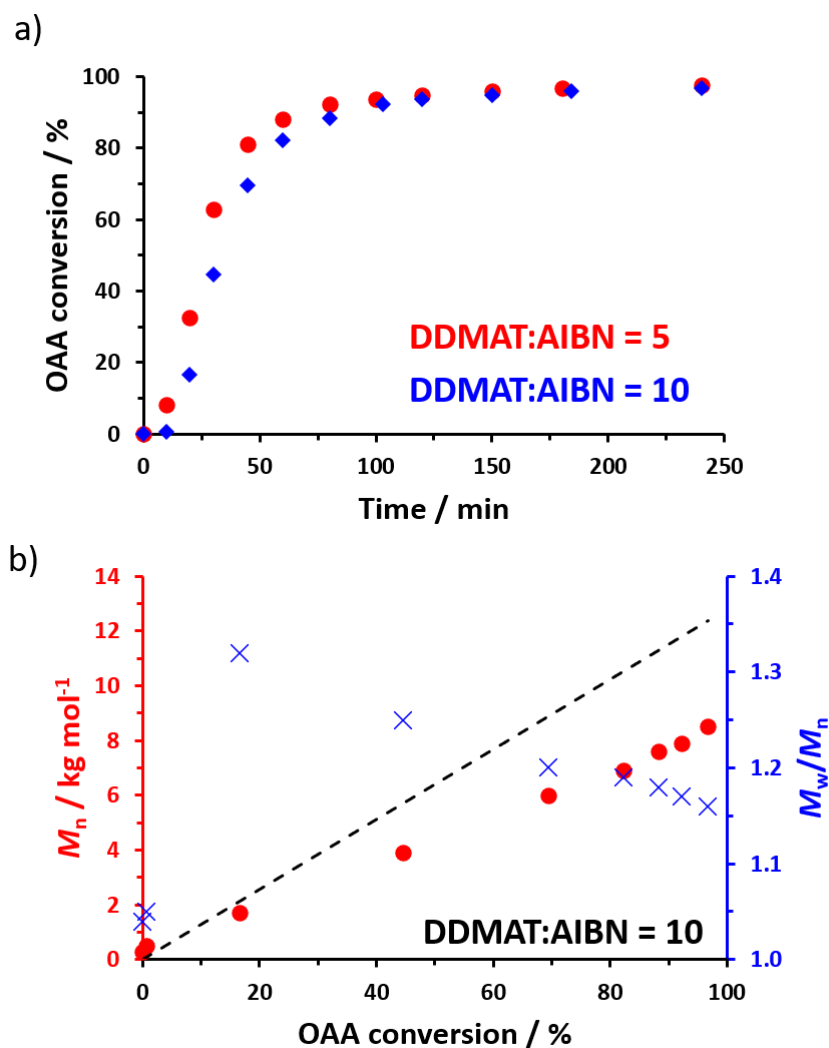 a)
100
80
60
40
20
0
OAA conversion / %
DDMAT:AIBN = 5
DDMAT:AIBN = 10
0 50 100 150 200 250
Time / min
b)
14
12
10
8
6
4
2
0
Mn / kg mol-1
1.4
1.3
1.2
1.1
1.0
Mw/Mn
DDMAT:AIBN = 10
0 20 40 60 80 100
OAA conversion / %